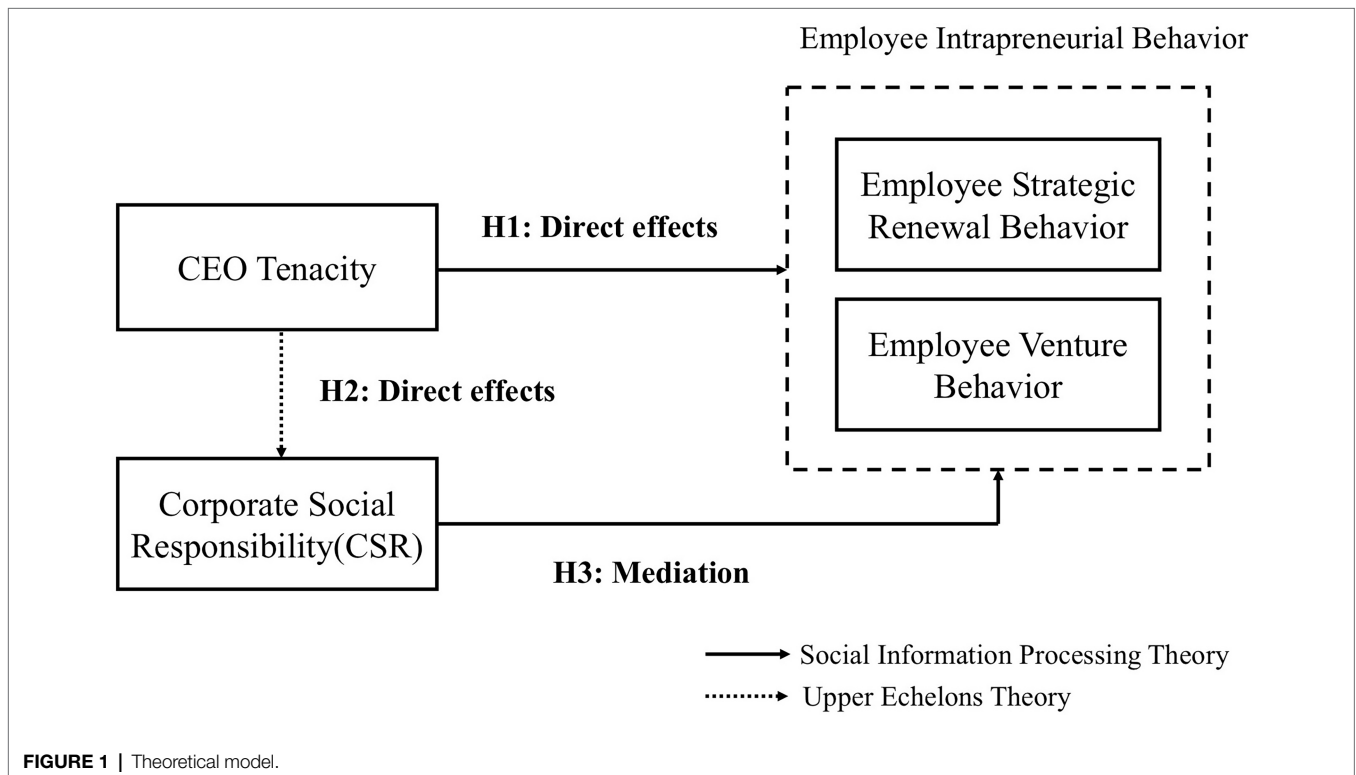 Employee Intrapreneurial Behavior
Employee Strategic
Renewal Behavior
H1: Direct effects
CEO Tenacity
Employee Venture
Behavior
H2: Direct effects
Corporate Social
Responsibility(CSR)
H3: Mediation
Social Information Processing Theory
Upper Echelons Theory
FIGURE 1 | Theoretical model.